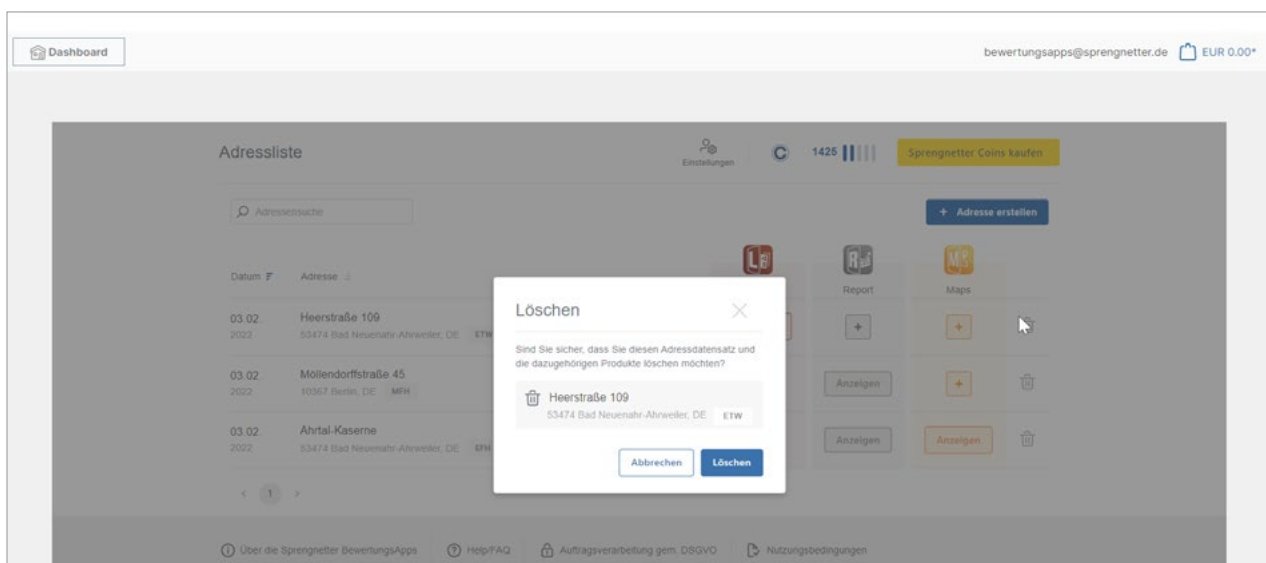 Dashboard
bewertungsapps@sprengnetter.de EUR 0.00*
Adressliste
Einstellungen
C 1425
Sprengnetter Coins kaufen
Adressensuche
+ Adresse erstellen
Datum Adresse
Report Maps
03.02. Heerstraße 109
2022 53474 Bad Neuenahr-Ahrweiler, DE ETW
+ +
03.02. Möllendorffstraße 45
2022 10367 Berlin, DE MFH
Anzeigen +
03.02. Ahrtal-Kaserne
2022 53474 Bad Neuenahr-Ahrweiler, DE EFH
Anzeigen Anzeigen
Löschen
Sind Sie sicher, dass Sie diesen Adressdatensatz und
die dazugehörigen Produkte löschen möchten?
Heerstraße 109
53474 Bad Neuenahr-Ahrweiler, DE ETW
Abbrechen Löschen
< 1 >
Über die Sprengnetter BewertungsApps Help/FAQ Auftragsverarbeitung gem. DSGVO Nutzungsbedingungen